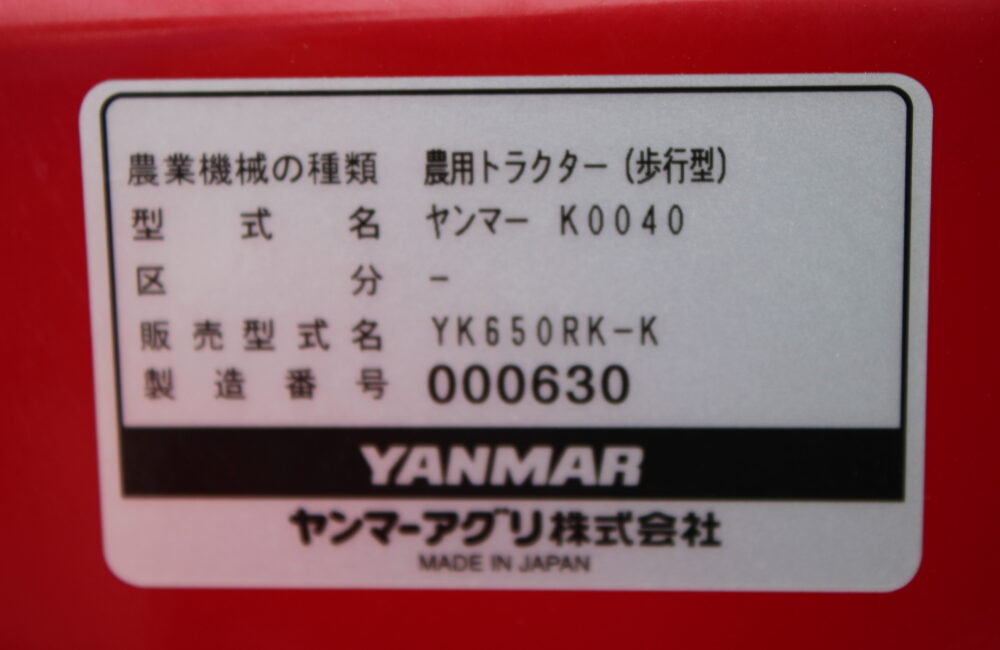 農業機械の種類 農用トラクター(歩行型)
型式名 ヤンマー K0040
区分 −
販売型式名 YK650RK−K
製造番号 000630
YANMAR
ヤンマーアグリ株式会社
MADE IN JAPAN